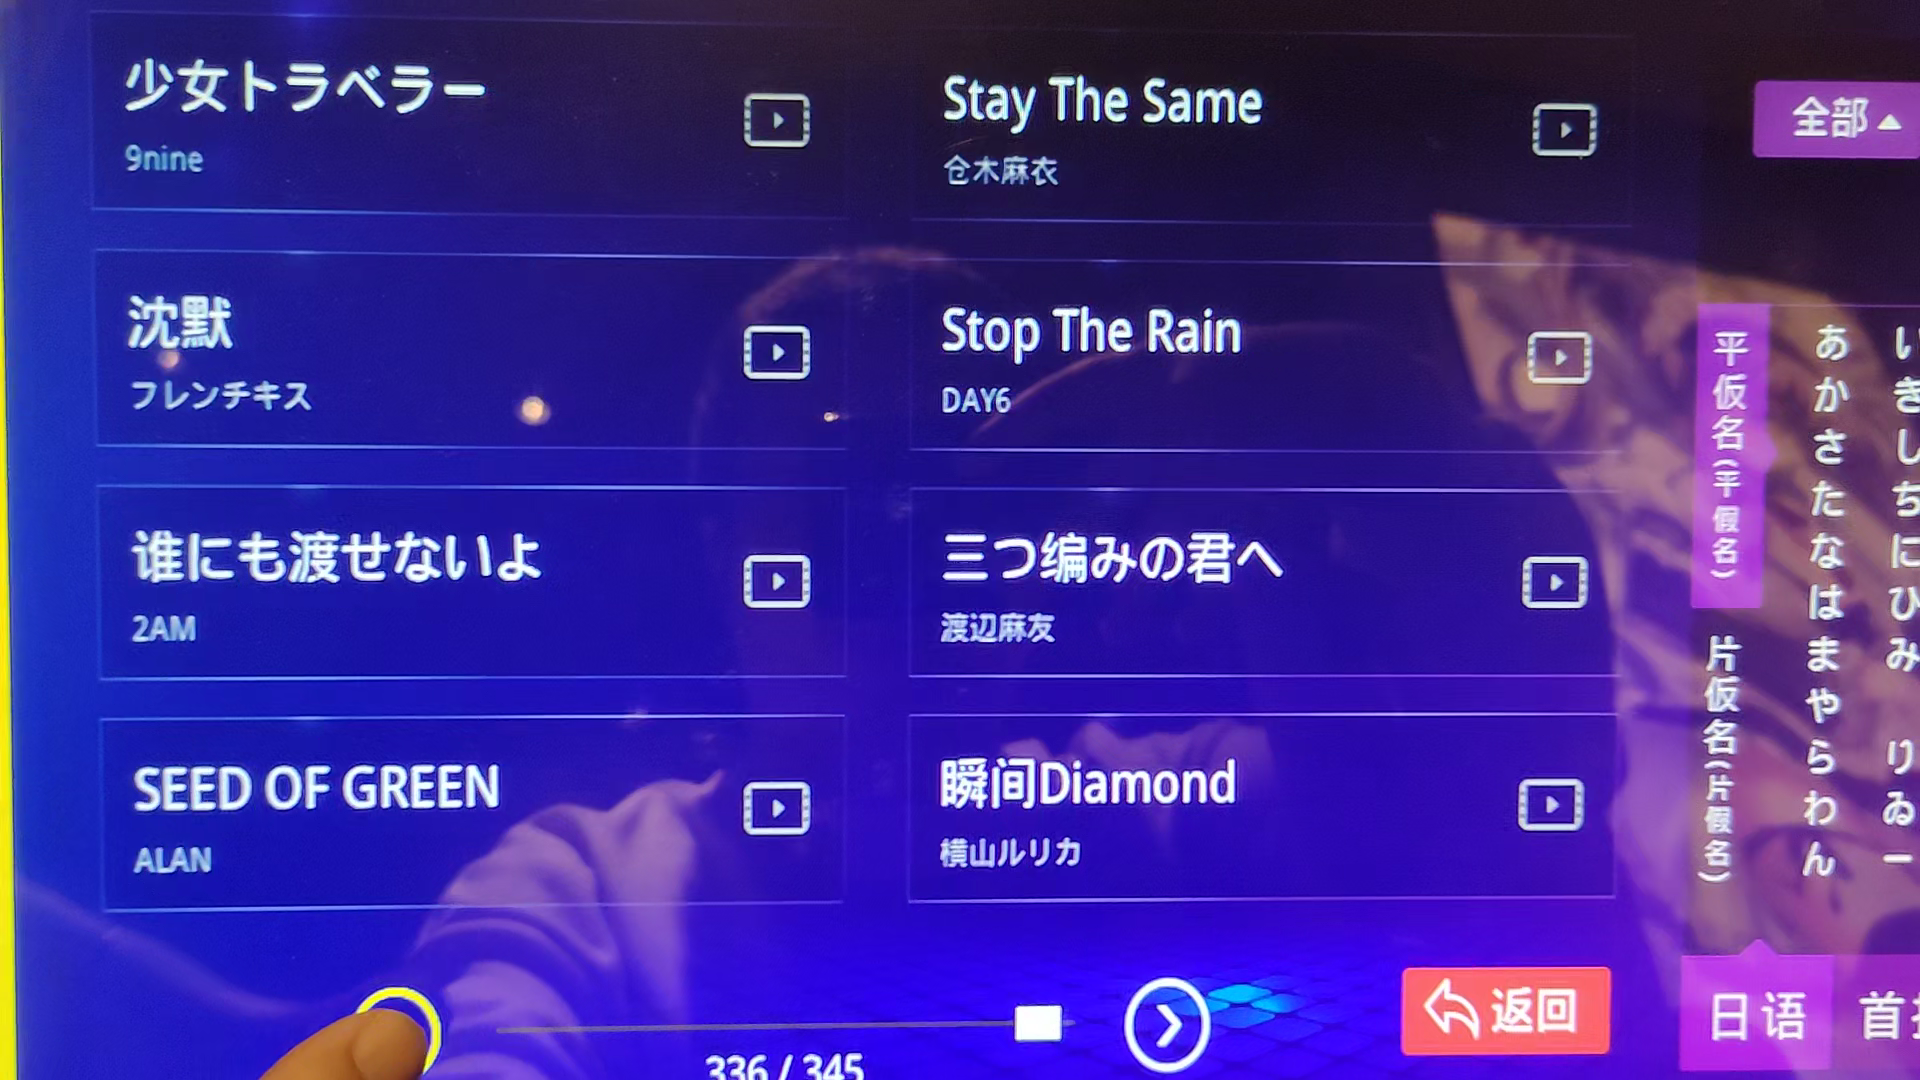 少女トラベラー
9nine
Stay The Same
仓木麻衣
沈默
フレンチキス
Stop The Rain
DAY6
谁にも渡せないよ
2AM
三つ编みの君へ
渡辺麻友
SEED OF GREEN
ALAN
瞬间Diamond
横山ルリカ
336 / 345
返回
全部
平仮名(平假名)
片仮名(片假名)
あ い
か き
さ し
た ち
な に
は ひ
ま み
や
ら り
わ ゐ
ん ー
日语
首